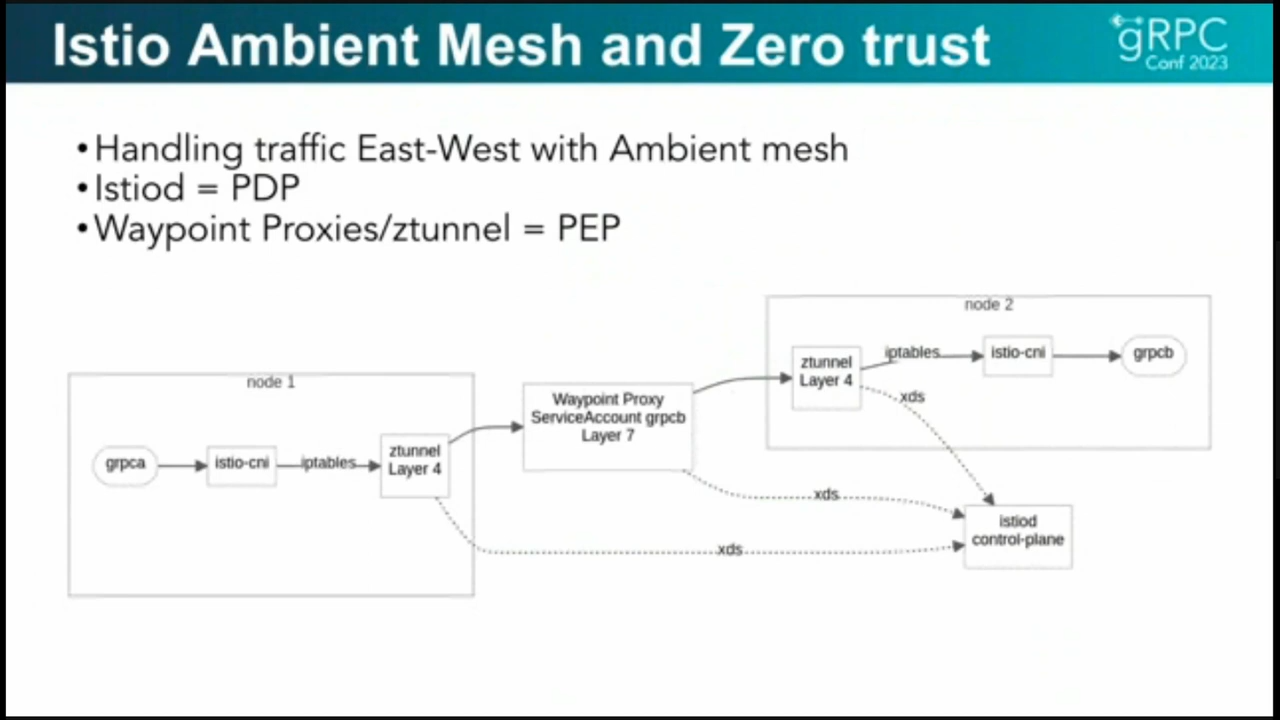 Istio Ambient Mesh and Zero trust
gRPC
Conf 2023
•Handling traffic East-West with Ambient mesh
•Istiod = PDP
•Waypoint Proxies/ztunnel = PEP
node 1
grpca
istio-cni
iptables
ztunnel
Layer 4
Waypoint Proxy
ServiceAccount grpcb
Layer 7
node 2
ztunnel
Layer 4
iptables
istio-cni
grpcb
xds
xds
xds
istiod
control-plane